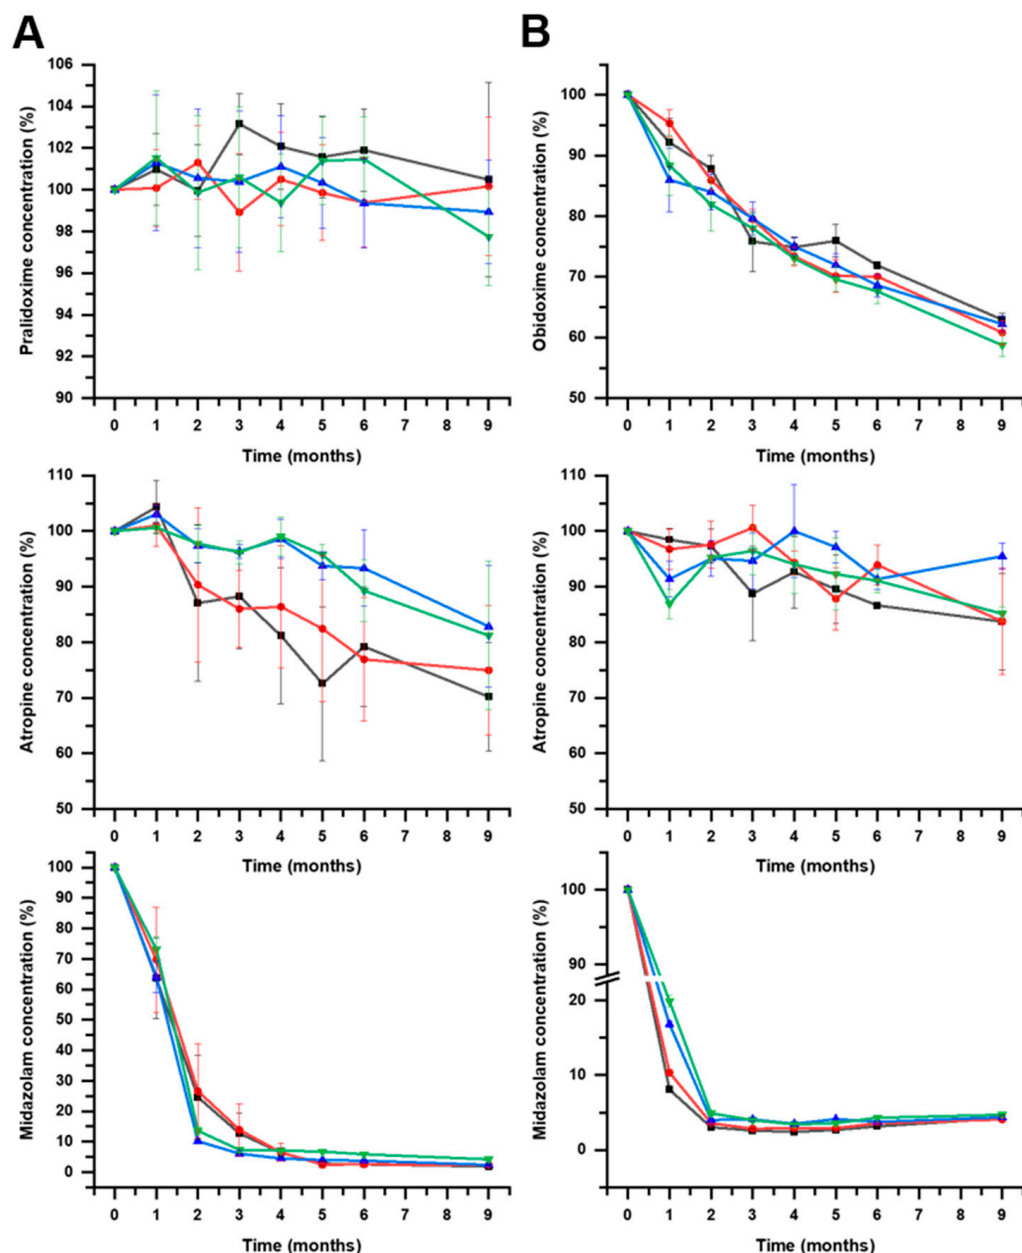 A
Pralidoxime concentration (%)
106
104
102
100
98
96
94
92
90
0 1 2 3 4 5 6 7 8 9
Time (months)
B
Obidoxime concentration (%)
100
90
80
70
60
50
0 1 2 3 4 5 6 7 8 9
Time (months)
Atropine concentration (%)
110
100
90
80
70
60
50
0 1 2 3 4 5 6 7 8 9
Time (months)
Atropine concentration (%)
110
100
90
80
70
60
50
0 1 2 3 4 5 6 7 8 9
Time (months)
Midazolam concentration (%)
100
90
80
70
60
50
40
30
20
10
0
0 1 2 3 4 5 6 7 8 9
Time (months)
Midazolam concentration (%)
100
90
20
10
0
0 1 2 3 4 5 6 7 8 9
Time (months)